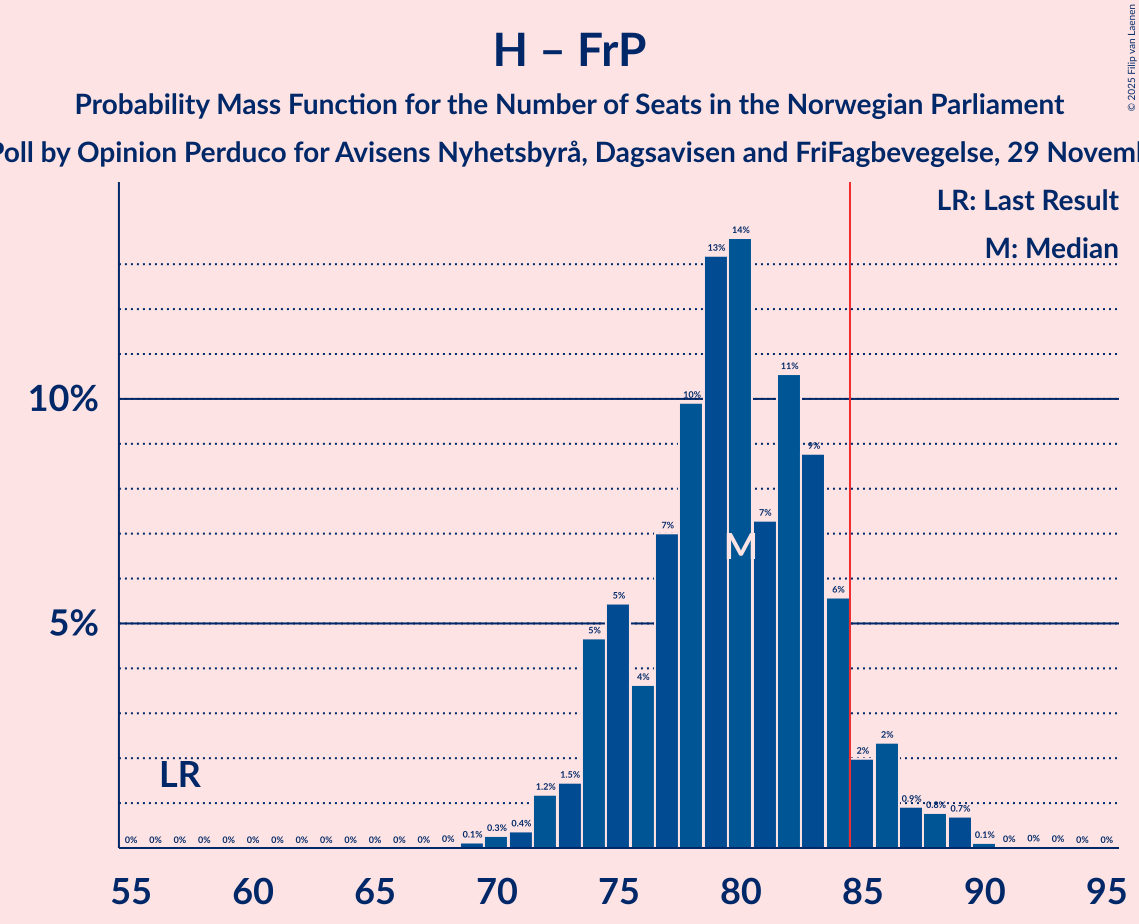 H – FrP
Probability Mass Function for the Number of Seats in the Norwegian Parliament
Poll by Opinion Perduco for Avisens Nyhetsbyrå, Dagsavisen and FriFagbevegelse, 29 Novemb
© 2025 Filip van Laenen
LR: Last Result
M: Median
10%
5%
LR
M
0% 0% 0% 0% 0% 0% 0% 0% 0% 0% 0% 0% 0% 0% 0.1% 0.3% 0.4% 1.2% 1.5% 5% 5% 4% 7% 10% 13% 14% 7% 11% 9% 6% 2% 2% 0.9% 0.8% 0.7% 0.1% 0% 0% 0% 0% 0%
55 60 65 70 75 80 85 90 95